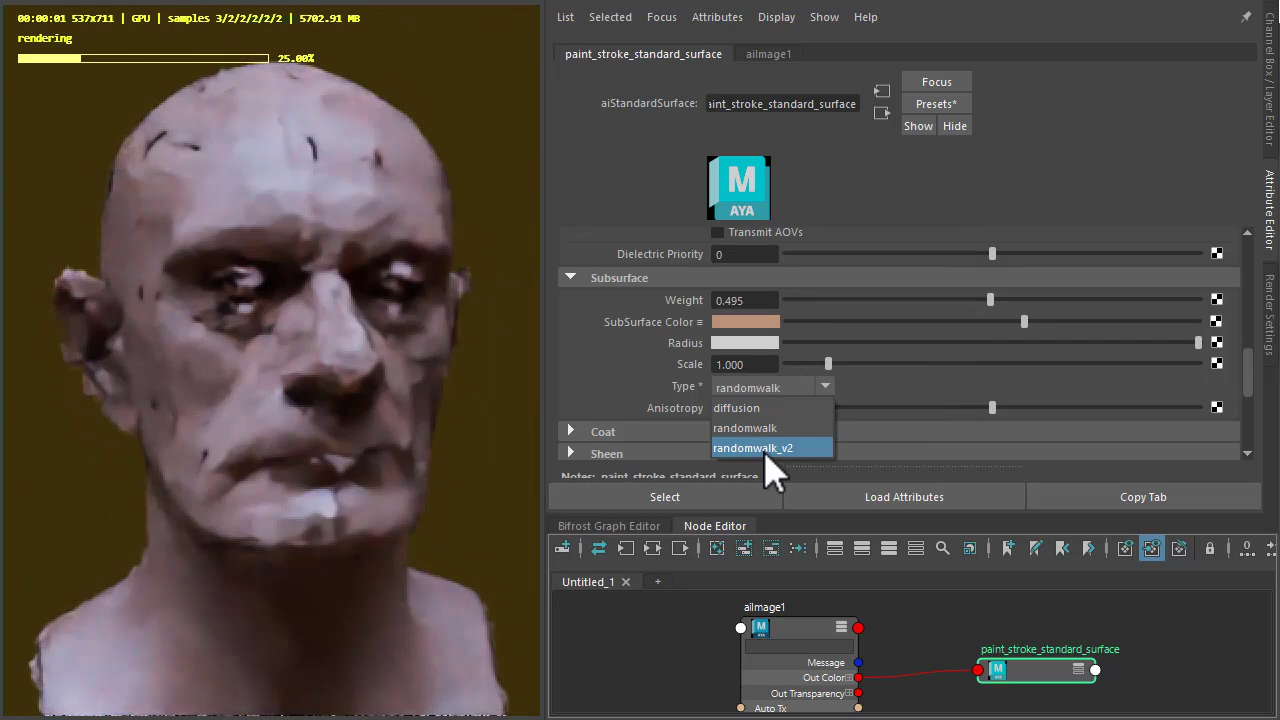 00:00:01 537x711 | GPU | samples 3/2/2/2/2/2 | 5702.91 MB
rendering
25.00%
List Selected Focus Attributes Display Show Help
paint_stroke_standard_surface aiImage1
Focus
aiStandardSurface: aint_stroke_standard_surface Presets*
Show Hide
M
AYA
Transmit AOVs
Dielectric Priority 0
Subsurface
Weight 0.495
SubSurface Color
Radius
Scale 1.000
Type * randomwalk
diffusion
Anisotropy
randomwalk
Coat
randomwalk_v2
Sheen
Notes: paint_stroke_standard_surface
Select Load Attributes Copy Tab
Bifrost Graph Editor Node Editor
Untitled_1 +
aiImage1
M
Message
Out Color
Out Transparency
Auto Tx
paint_stroke_standard_surface
M
Channel Box / Layer Editor
Attribute Editor
Render Settings